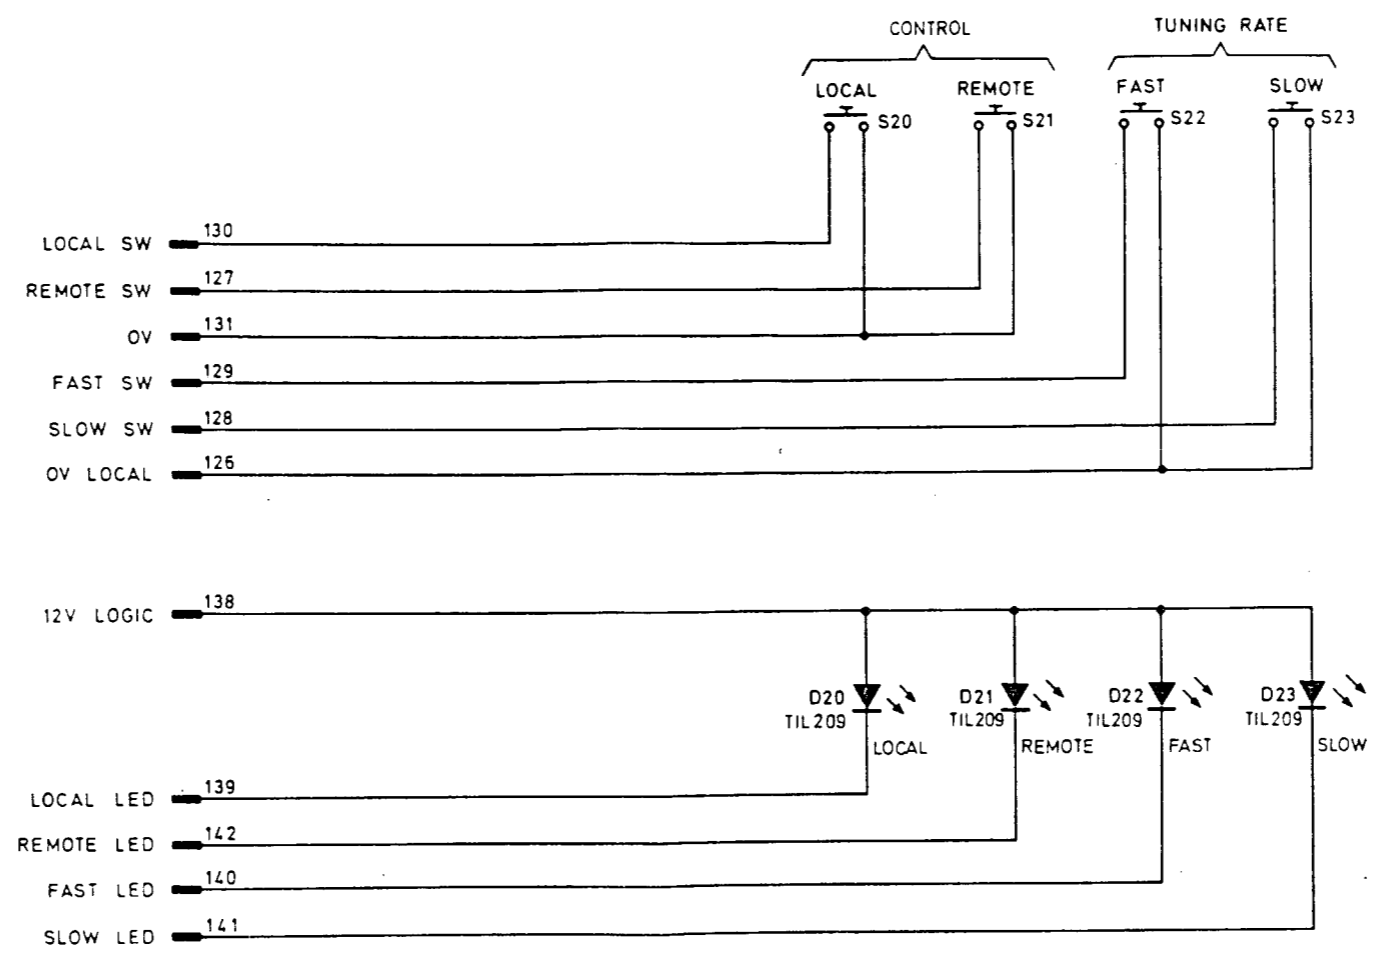 CONTROL
TUNING RATE
LOCAL
REMOTE
FAST
SLOW
S20
S21
S22
S23
LOCAL SW 130
REMOTE SW 127
0V 131
FAST SW 129
SLOW SW 128
0V LOCAL 126
12V LOGIC 138
D20
TIL209
LOCAL
D21
TIL209
REMOTE
D22
TIL209
FAST
D23
TIL209
SLOW
LOCAL LED 139
REMOTE LED 142
FAST LED 140
SLOW LED 141